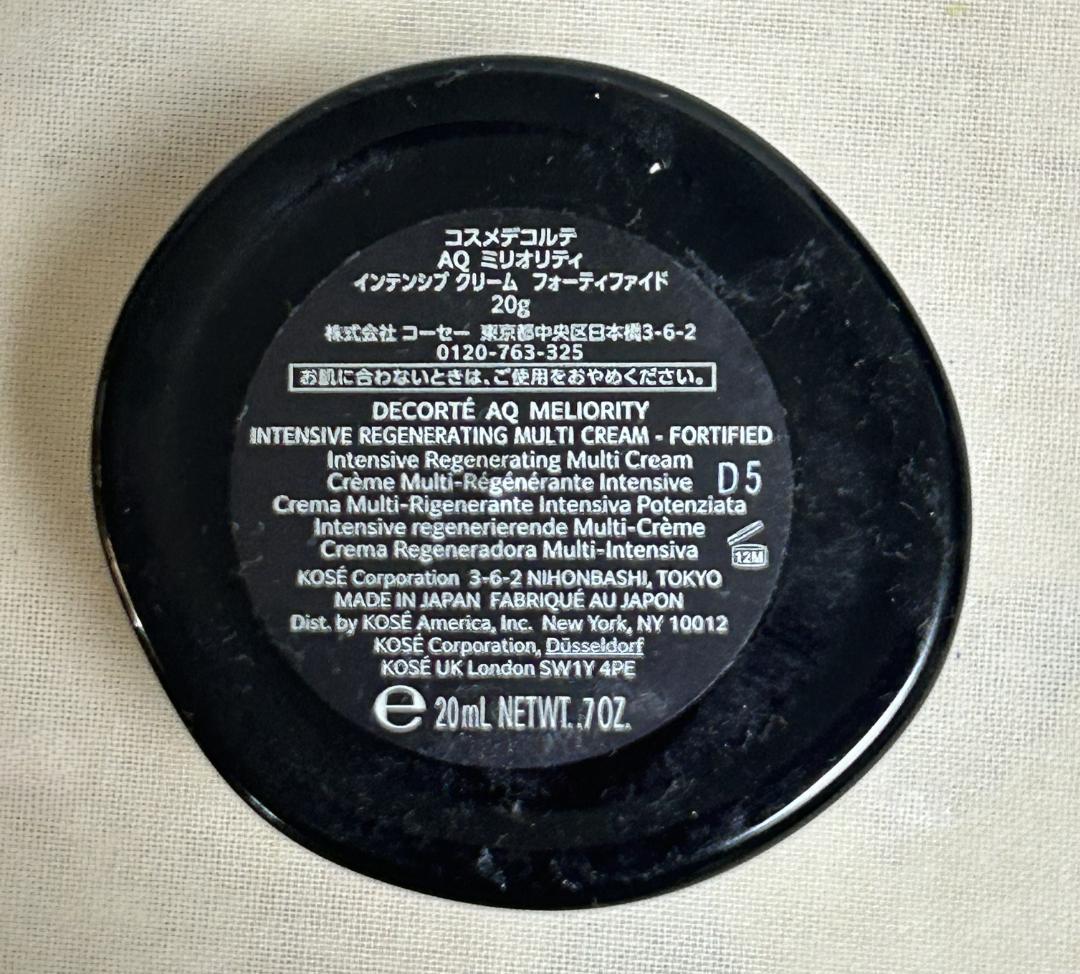 コスメデコルテ
AQ ミリオリティ
インテンシブ クリーム フォーティファイド
20g
株式会社 コーセー 東京都中央区日本橋3-6-2
0120-763-325
お肌に合わないときは、ご使用をおやめください。
DECORTÉ AQ MELIORITY
INTENSIVE REGENERATING MULTI CREAM - FORTIFIED
Intensive Regenerating Multi Cream
Crème Multi-Régénérante Intensive
D5
Crema Multi-Rigenerante Intensiva Potenziata
Intensive regenerierende Multi-Crème
Crema Regeneradora Multi-Intensiva
12M
KOSÉ Corporation 3-6-2 NIHONBASHI, TOKYO
MADE IN JAPAN FABRIQUÉ AU JAPON
Dist. by KOSÉ America, Inc. New York, NY 10012
KOSÉ Corporation, Düsseldorf
KOSÉ UK London SW1Y 4PE
e 20mL NETWT. .7OZ.